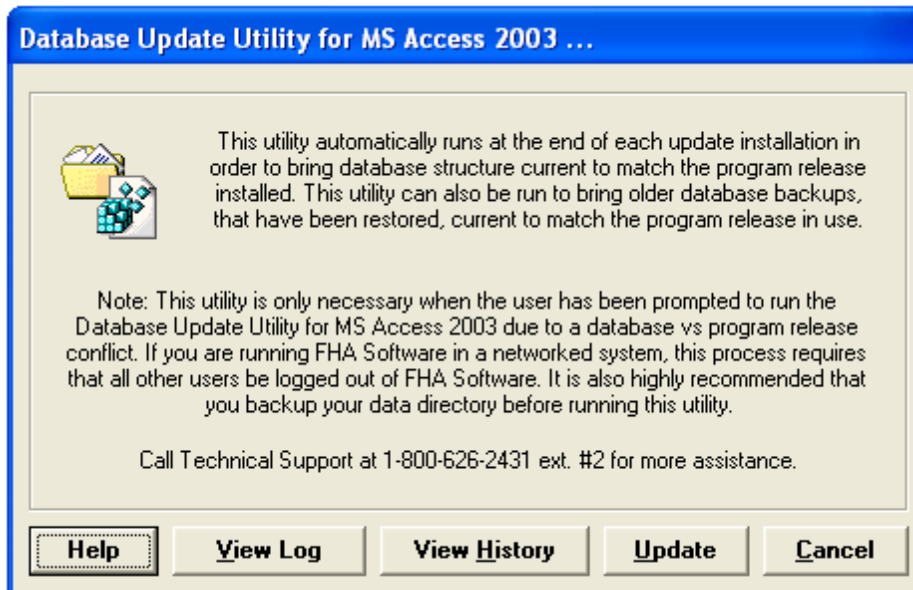 Database Update Utility for MS Access 2003 ...
This utility automatically runs at the end of each update installation in
order to bring database structure current to match the program release
installed. This utility can also be run to bring older database backups,
that have been restored, current to match the program release in use.
Note: This utility is only necessary when the user has been prompted to run the
Database Update Utility for MS Access 2003 due to a database vs program release
conflict. If you are running FHA Software in a networked system, this process requires
that all other users be logged out of FHA Software. It is also highly recommended that
you backup your data directory before running this utility.
Call Technical Support at 1-800-626-2431 ext. #2 for more assistance.
Help View Log View History Update Cancel